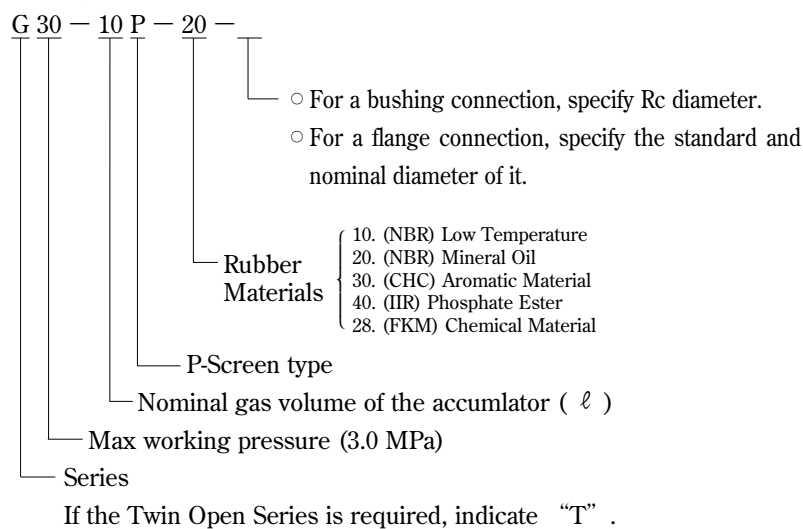 G 30 − 10 P − 20 −
○ For a bushing connection, specify Rc diameter.
○ For a flange connection, specify the standard and
nominal diameter of it.
Rubber
Materials
10. (NBR) Low Temperature
20. (NBR) Mineral Oil
30. (CHC) Aromatic Material
40. (IIR) Phosphate Ester
28. (FKM) Chemical Material
P-Screen type
Nominal gas volume of the accumlator ( ℓ )
Max working pressure (3.0 MPa)
Series
If the Twin Open Series is required, indicate “T” .